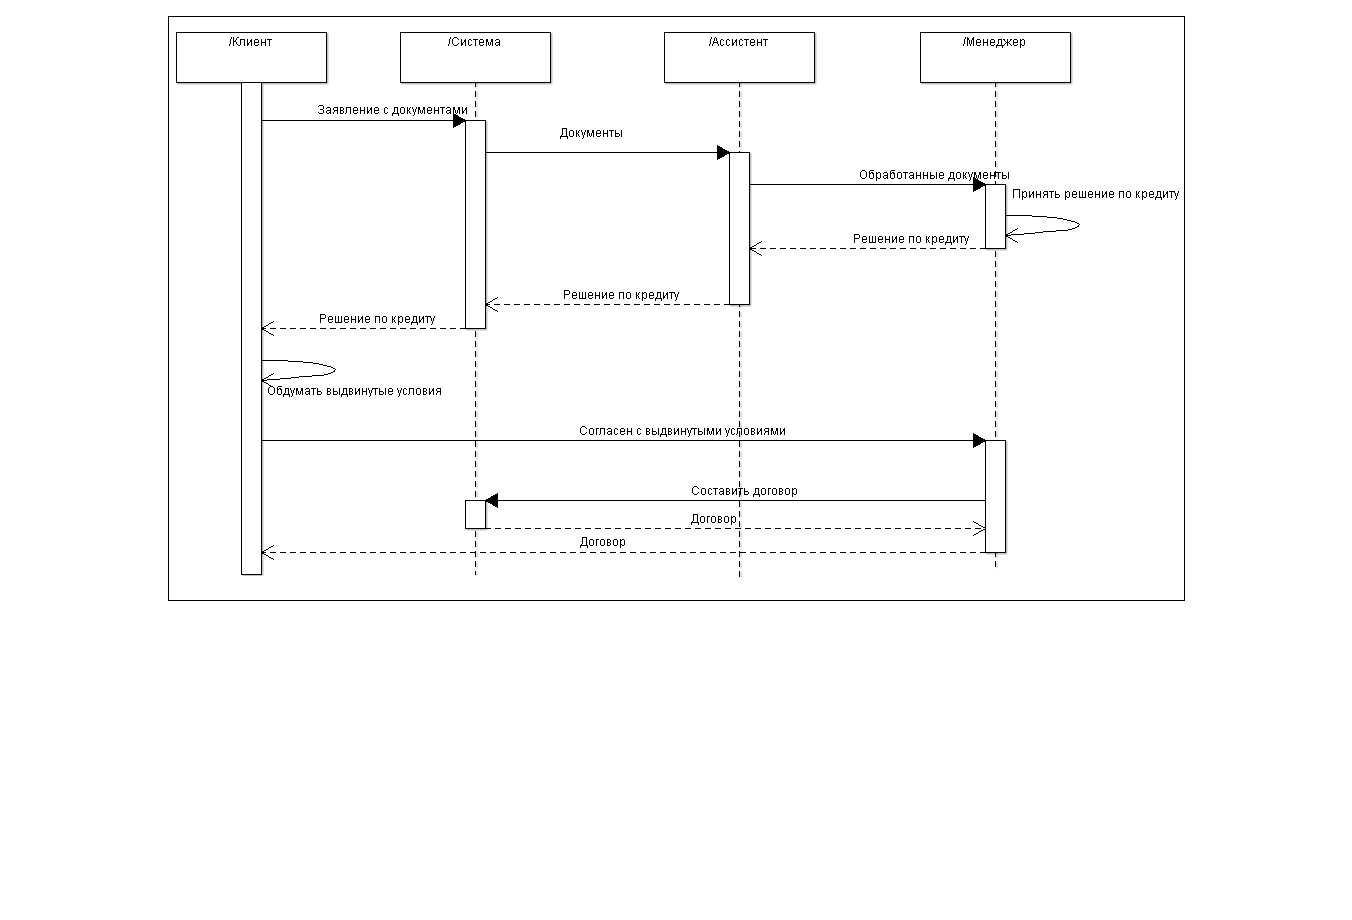 /Клиент
/Система
/Ассистент
/Менеджер
Заявление с документами
Документы
Обработанные документы
Принять решение по кредиту
Решение по кредиту
Решение по кредиту
Решение по кредиту
Обдумать выдвинутые условия
Согласен с выдвинутыми условиями
Составить договор
Договор
Договор